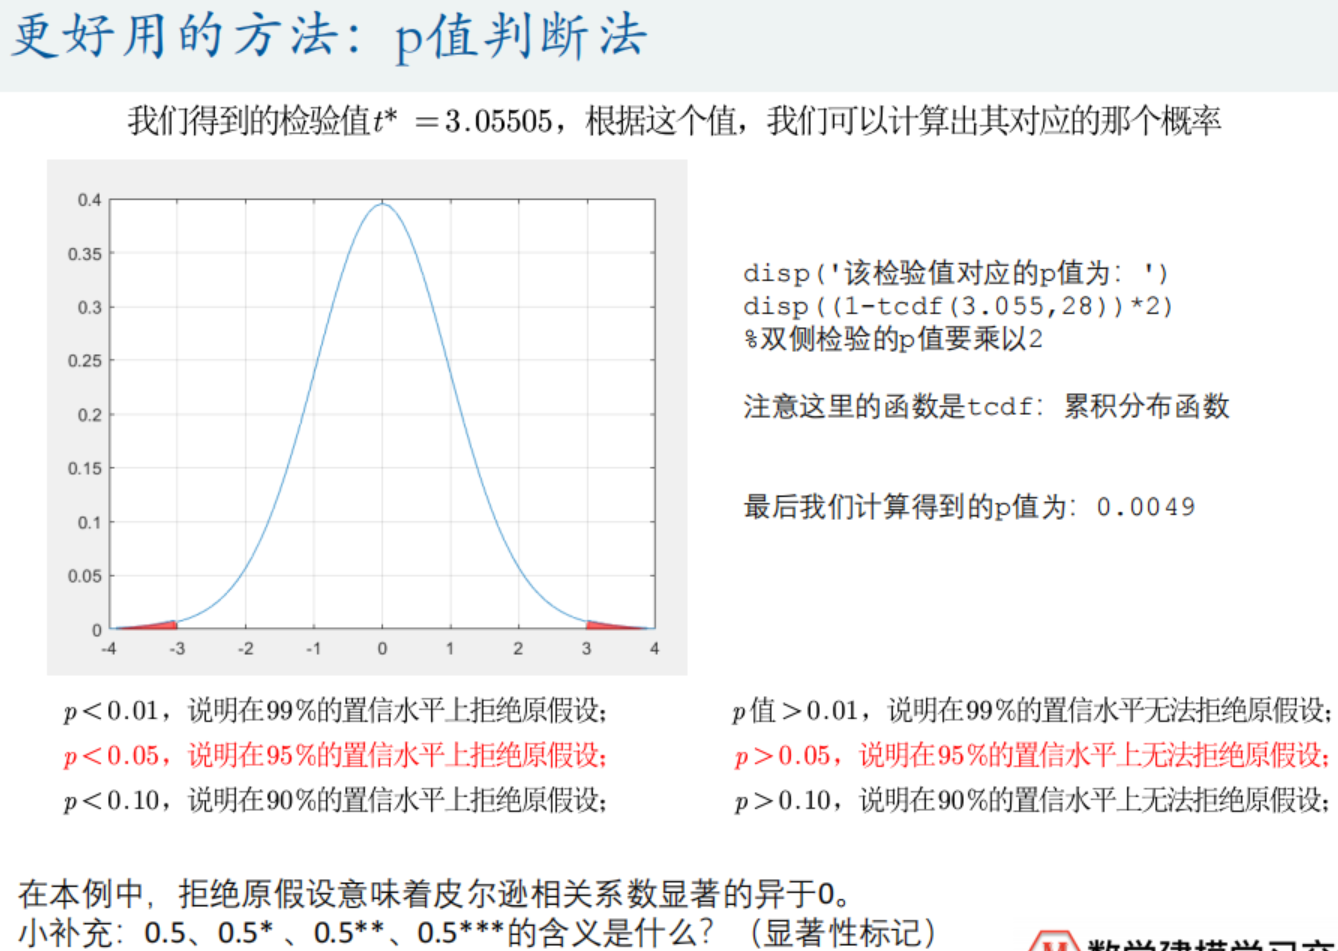 更好用的方法：p值判断法
我们得到的检验值t* =3.05505，根据这个值，我们可以计算出其对应的那个概率
0.4
0.35
0.3
0.25
0.2
0.15
0.1
0.05
0
-4 -3 -2 -1 0 1 2 3 4
disp('该检验值对应的p值为：')
disp((1-tcdf(3.055,28))*2)
%双侧检验的p值要乘以2
注意这里的函数是tcdf：累积分布函数
最后我们计算得到的p值为：0.0049
p<0.01，说明在99%的置信水平上拒绝原假设；
p<0.05，说明在95%的置信水平上拒绝原假设；
p<0.10，说明在90%的置信水平上拒绝原假设；
p值>0.01，说明在99%的置信水平无法拒绝原假设；
p>0.05，说明在95%的置信水平上无法拒绝原假设；
p>0.10，说明在90%的置信水平上无法拒绝原假设；
在本例中，拒绝原假设意味着皮尔逊相关系数显著的异于0。
小补充：0.5、0.5* 、0.5**、0.5***的含义是什么？（显著性标记）
数学建模学习交